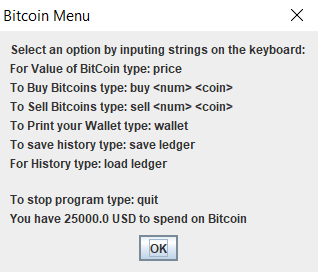 Bitcoin Menu
Select an option by inputing strings on the keyboard:
For Value of BitCoin type: price
To Buy Bitcoins type: buy <num> <coin>
To Sell Bitcoins type: sell <num> <coin>
To Print your Wallet type: wallet
To save history type: save ledger
For History type: load ledger
To stop program type: quit
You have 25000.0 USD to spend on Bitcoin
OK